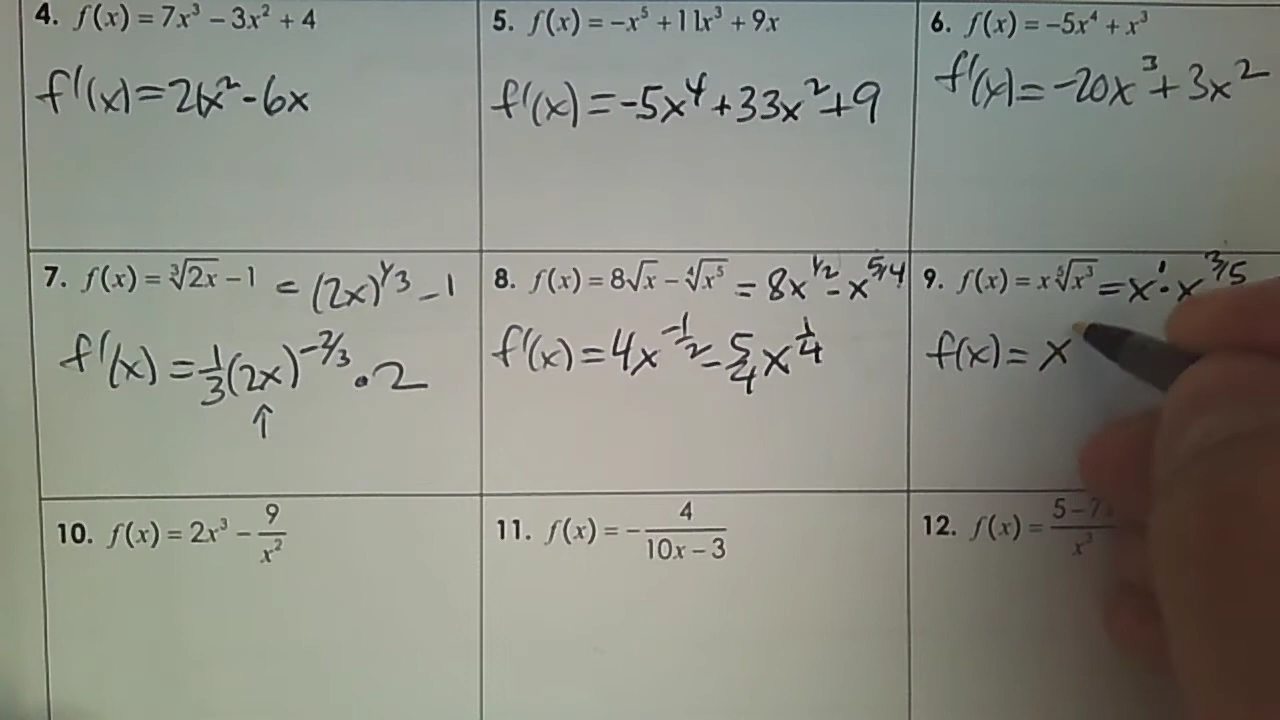 4. f(x) = 7x³ − 3x² + 4
f'(x) = 21x² - 6x
5. f(x) = −x⁵ + 11x³ + 9x
f'(x) = -5x⁴ + 33x² + 9
6. f(x) = −5x⁴ + x³
f'(x) = -20x³ + 3x²
7. f(x) = ∛2x − 1 = (2x)^1/3 - 1
f'(x) = 1/3 (2x)^-2/3 · 2
↑
8. f(x) = 8√x − ∜x⁵ = 8x^1/2 - x^5/4
f'(x) = 4x^-1/2 - 5/4 x^1/4
9. f(x) = x ⁵√x³ = x¹ · x^3/5
f(x) = x
10. f(x) = 2x³ − 9/x²
11. f(x) = − 4/(10x − 3)
12. f(x) = 5 − 7 / x³